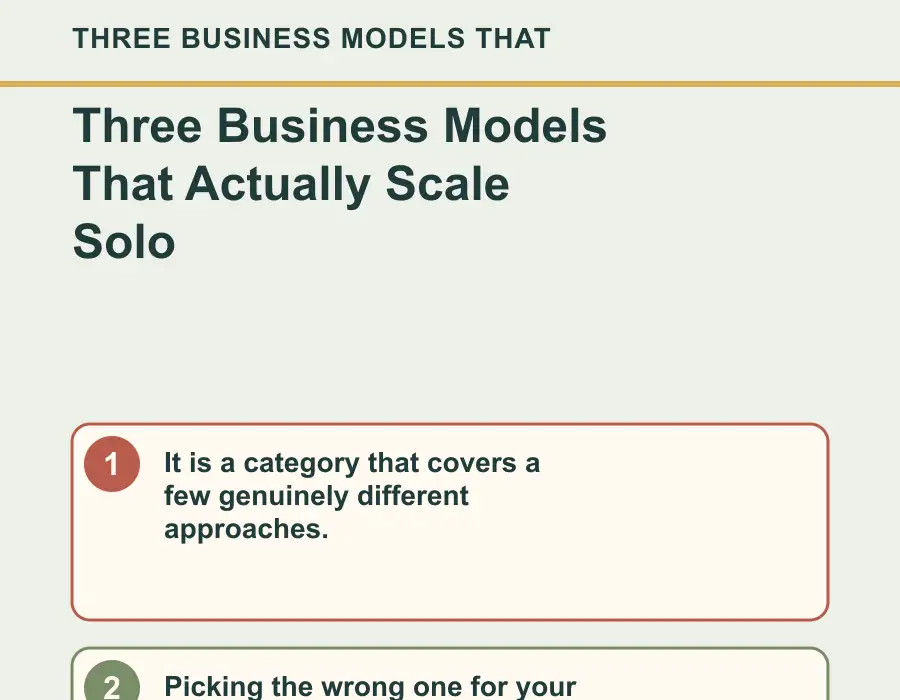 THREE BUSINESS MODELS THAT
Three Business Models
That Actually Scale
Solo
1
It is a category that covers a
few genuinely different
approaches.
2
Picking the wrong one for your